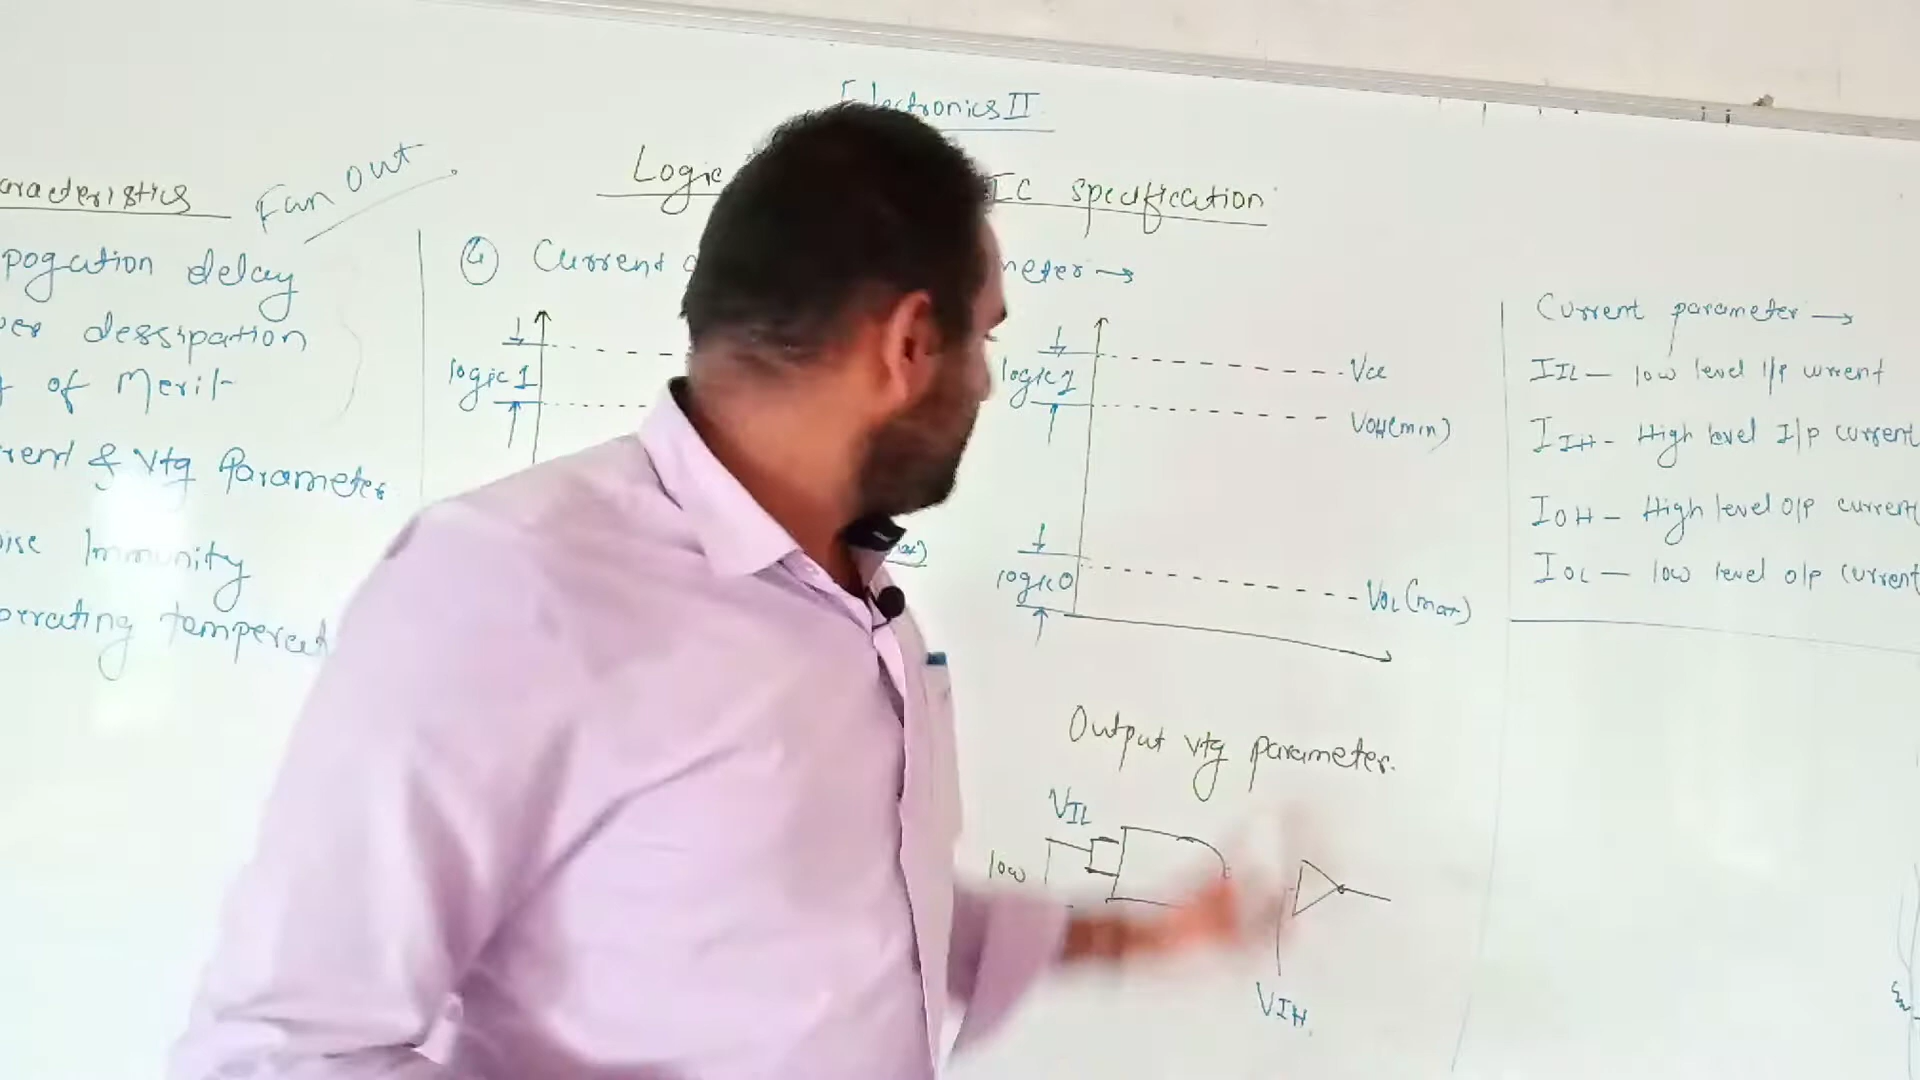 Electronics II
Logic IC specification
aracteristics
Fan Out
pogation delay
er dessipation
of Merit
rent & Vtg Parameter
ise Immunity
perating temperat
④ Current meter →
logic 1
logic 1
Vcc
VOH(min)
logic 0
VOL(max)
Output vtg parameter.
VIL
low
VIH.
Current parameter →
IIL — low level I/p current
IIH - High level I/p current
IOH - High level o/p current
IOL — low level o/p current